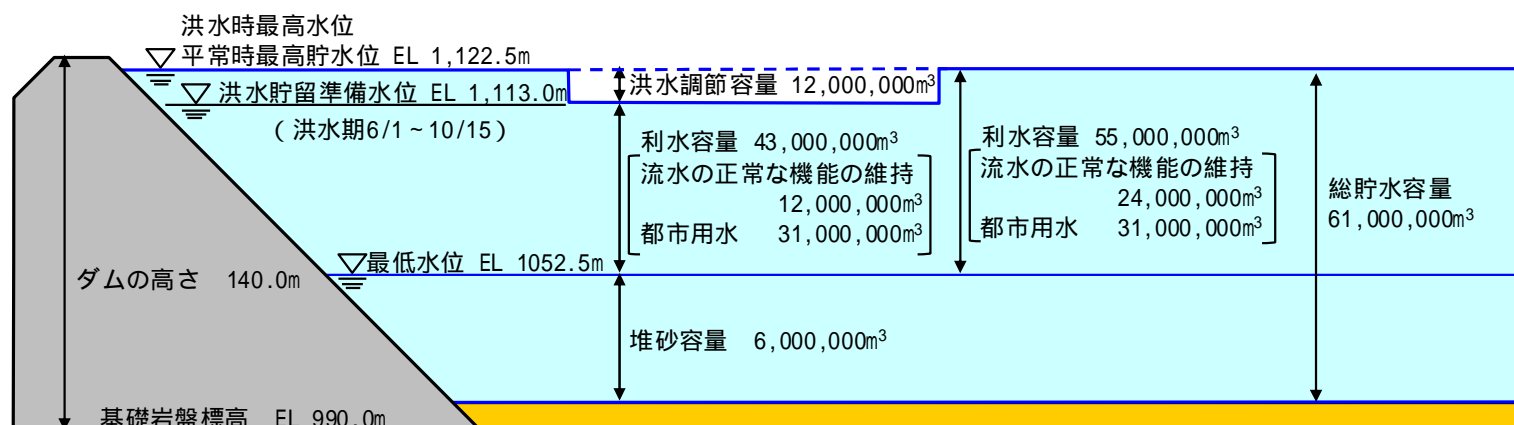 洪水時最高水位
平常時最高貯水位 EL 1,122.5m
洪水貯留準備水位 EL 1,113.0m
(洪水期6/1~10/15)
洪水調節容量 12,000,000m³
利水容量 43,000,000m³
流水の正常な機能の維持
12,000,000m³
都市用水 31,000,000m³
利水容量 55,000,000m³
流水の正常な機能の維持
24,000,000m³
都市用水 31,000,000m³
総貯水容量
61,000,000m³
最低水位 EL 1052.5m
ダムの高さ 140.0m
堆砂容量 6,000,000m³
基礎岩盤標高 EL 990.0m